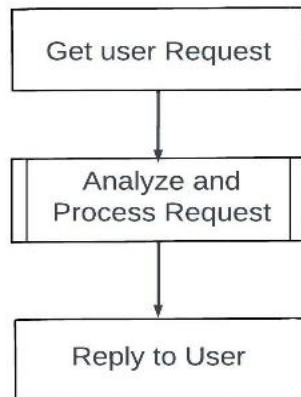 Get user Request
Analyze and
Process Request
Reply to User